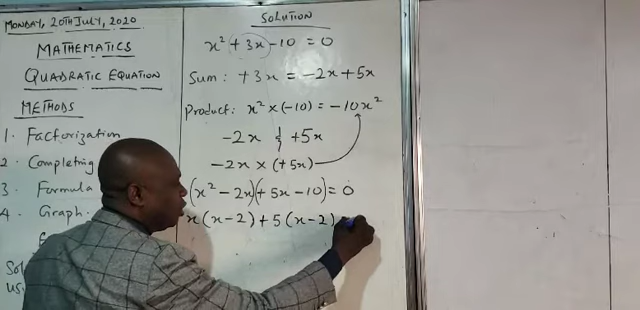 MONDAY, 20TH JULY, 2020
MATHEMATICS
QUADRATIC EQUATION
METHODS
1. Factorization
2. Completing
3. Formula
4. Graph
SOLUTION
x² + 3x - 10 = 0
Sum: + 3x = -2x + 5x
Product: x² x (-10) = -10x²
-2x & +5x
-2x x (+5x)
(x² - 2x)(+ 5x - 10) = 0
x(x-2) + 5(x-2)